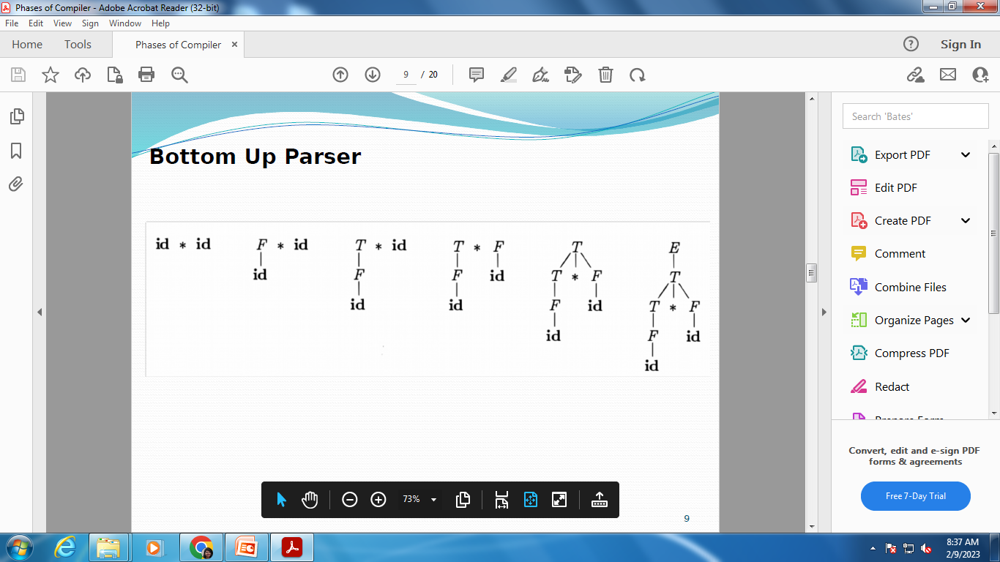 Phases of Compiler - Adobe Acrobat Reader (32-bit)
File Edit View Sign Window Help
Home Tools Phases of Compiler × Sign In
9 / 20
Bottom Up Parser
id * id F * id T * id T * F T E
id F F id T * F T
id id F id T * F
id F id
id
73%
9
Search 'Bates'
Export PDF
Edit PDF
Create PDF
Comment
Combine Files
Organize Pages
Compress PDF
Redact
Prepare Form
Convert, edit and e-sign PDF
forms & agreements
Free 7-Day Trial
8:37 AM
2/9/2023